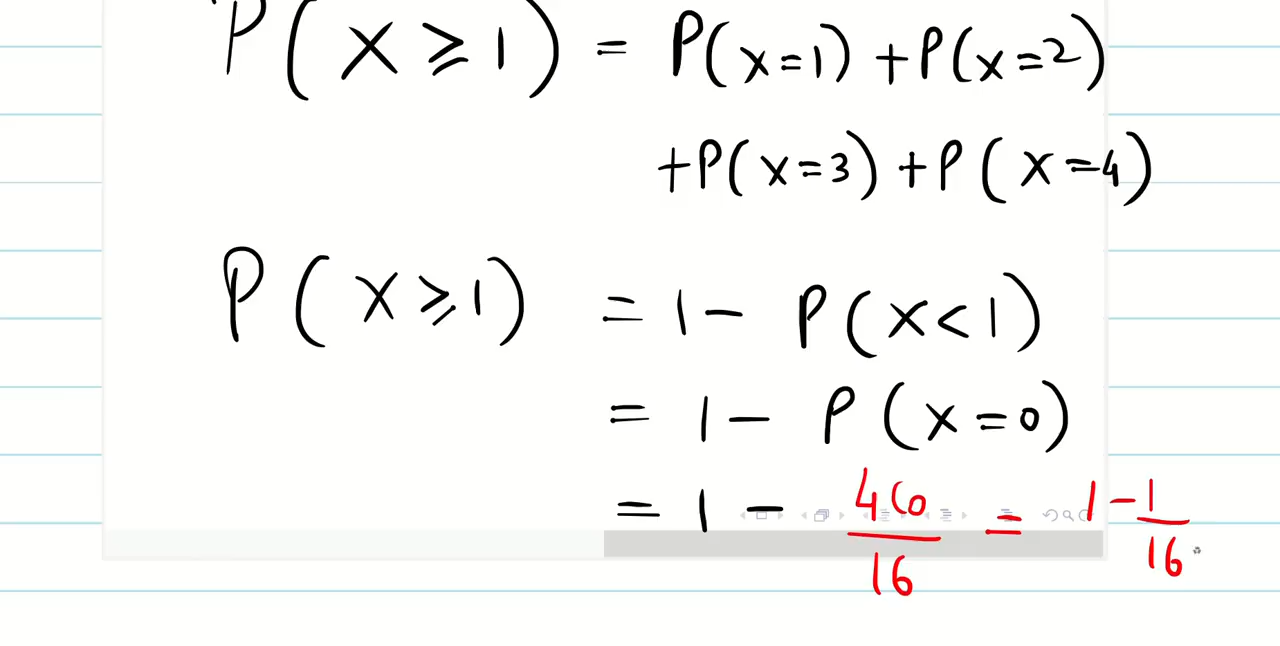 P(X≥1) = P(x=1) + P(x=2)
+ P(x=3) + P(x=4)
P(X≥1) = 1 - P(X<1)
= 1 - P(x=0)
= 1 - 4C0/16 = 1 - 1/16